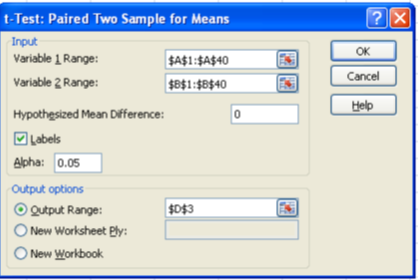 t-Test: Paired Two Sample for Means
Input
Variable 1 Range: $A$1:$A$40
Variable 2 Range: $B$1:$B$40
Hypothesized Mean Difference: 0
Labels
Alpha: 0.05
Output options
Output Range: $D$3
New Worksheet Ply:
New Workbook
OK
Cancel
Help